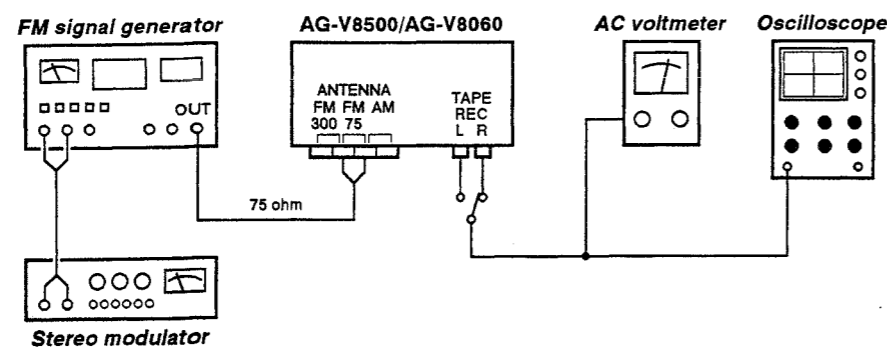 FM signal generator
AG-V8500/AG-V8060
AC voltmeter
Oscilloscope
OUT
ANTENNA
FM FM AM
300 75
TAPE
REC
L R
75 ohm
Stereo modulator